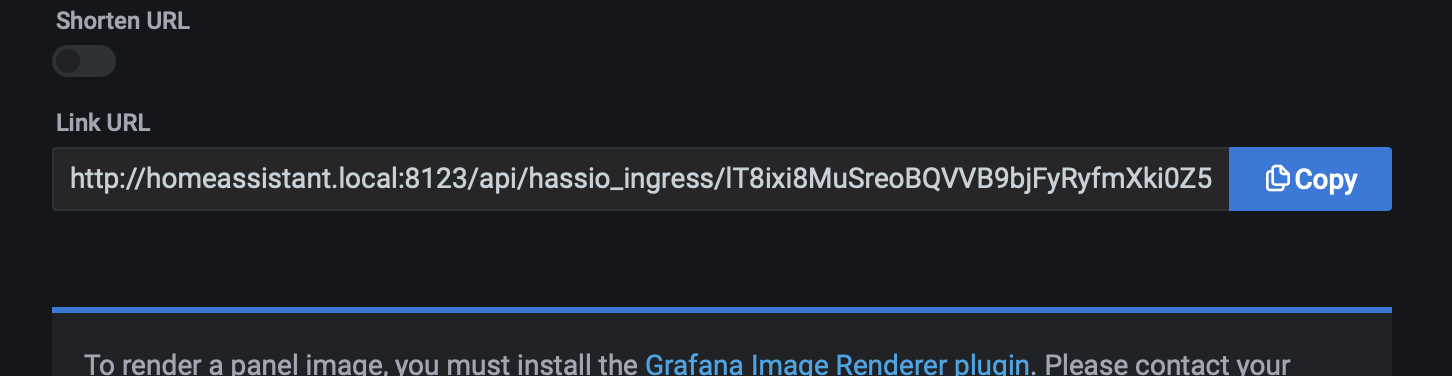 Shorten URL
Link URL
http://homeassistant.local:8123/api/hassio_ingress/lT8ixi8MuSreoBQVVB9bjFyRyfmXki0Z5
Copy
To render a panel image, you must install the Grafana Image Renderer plugin. Please contact your